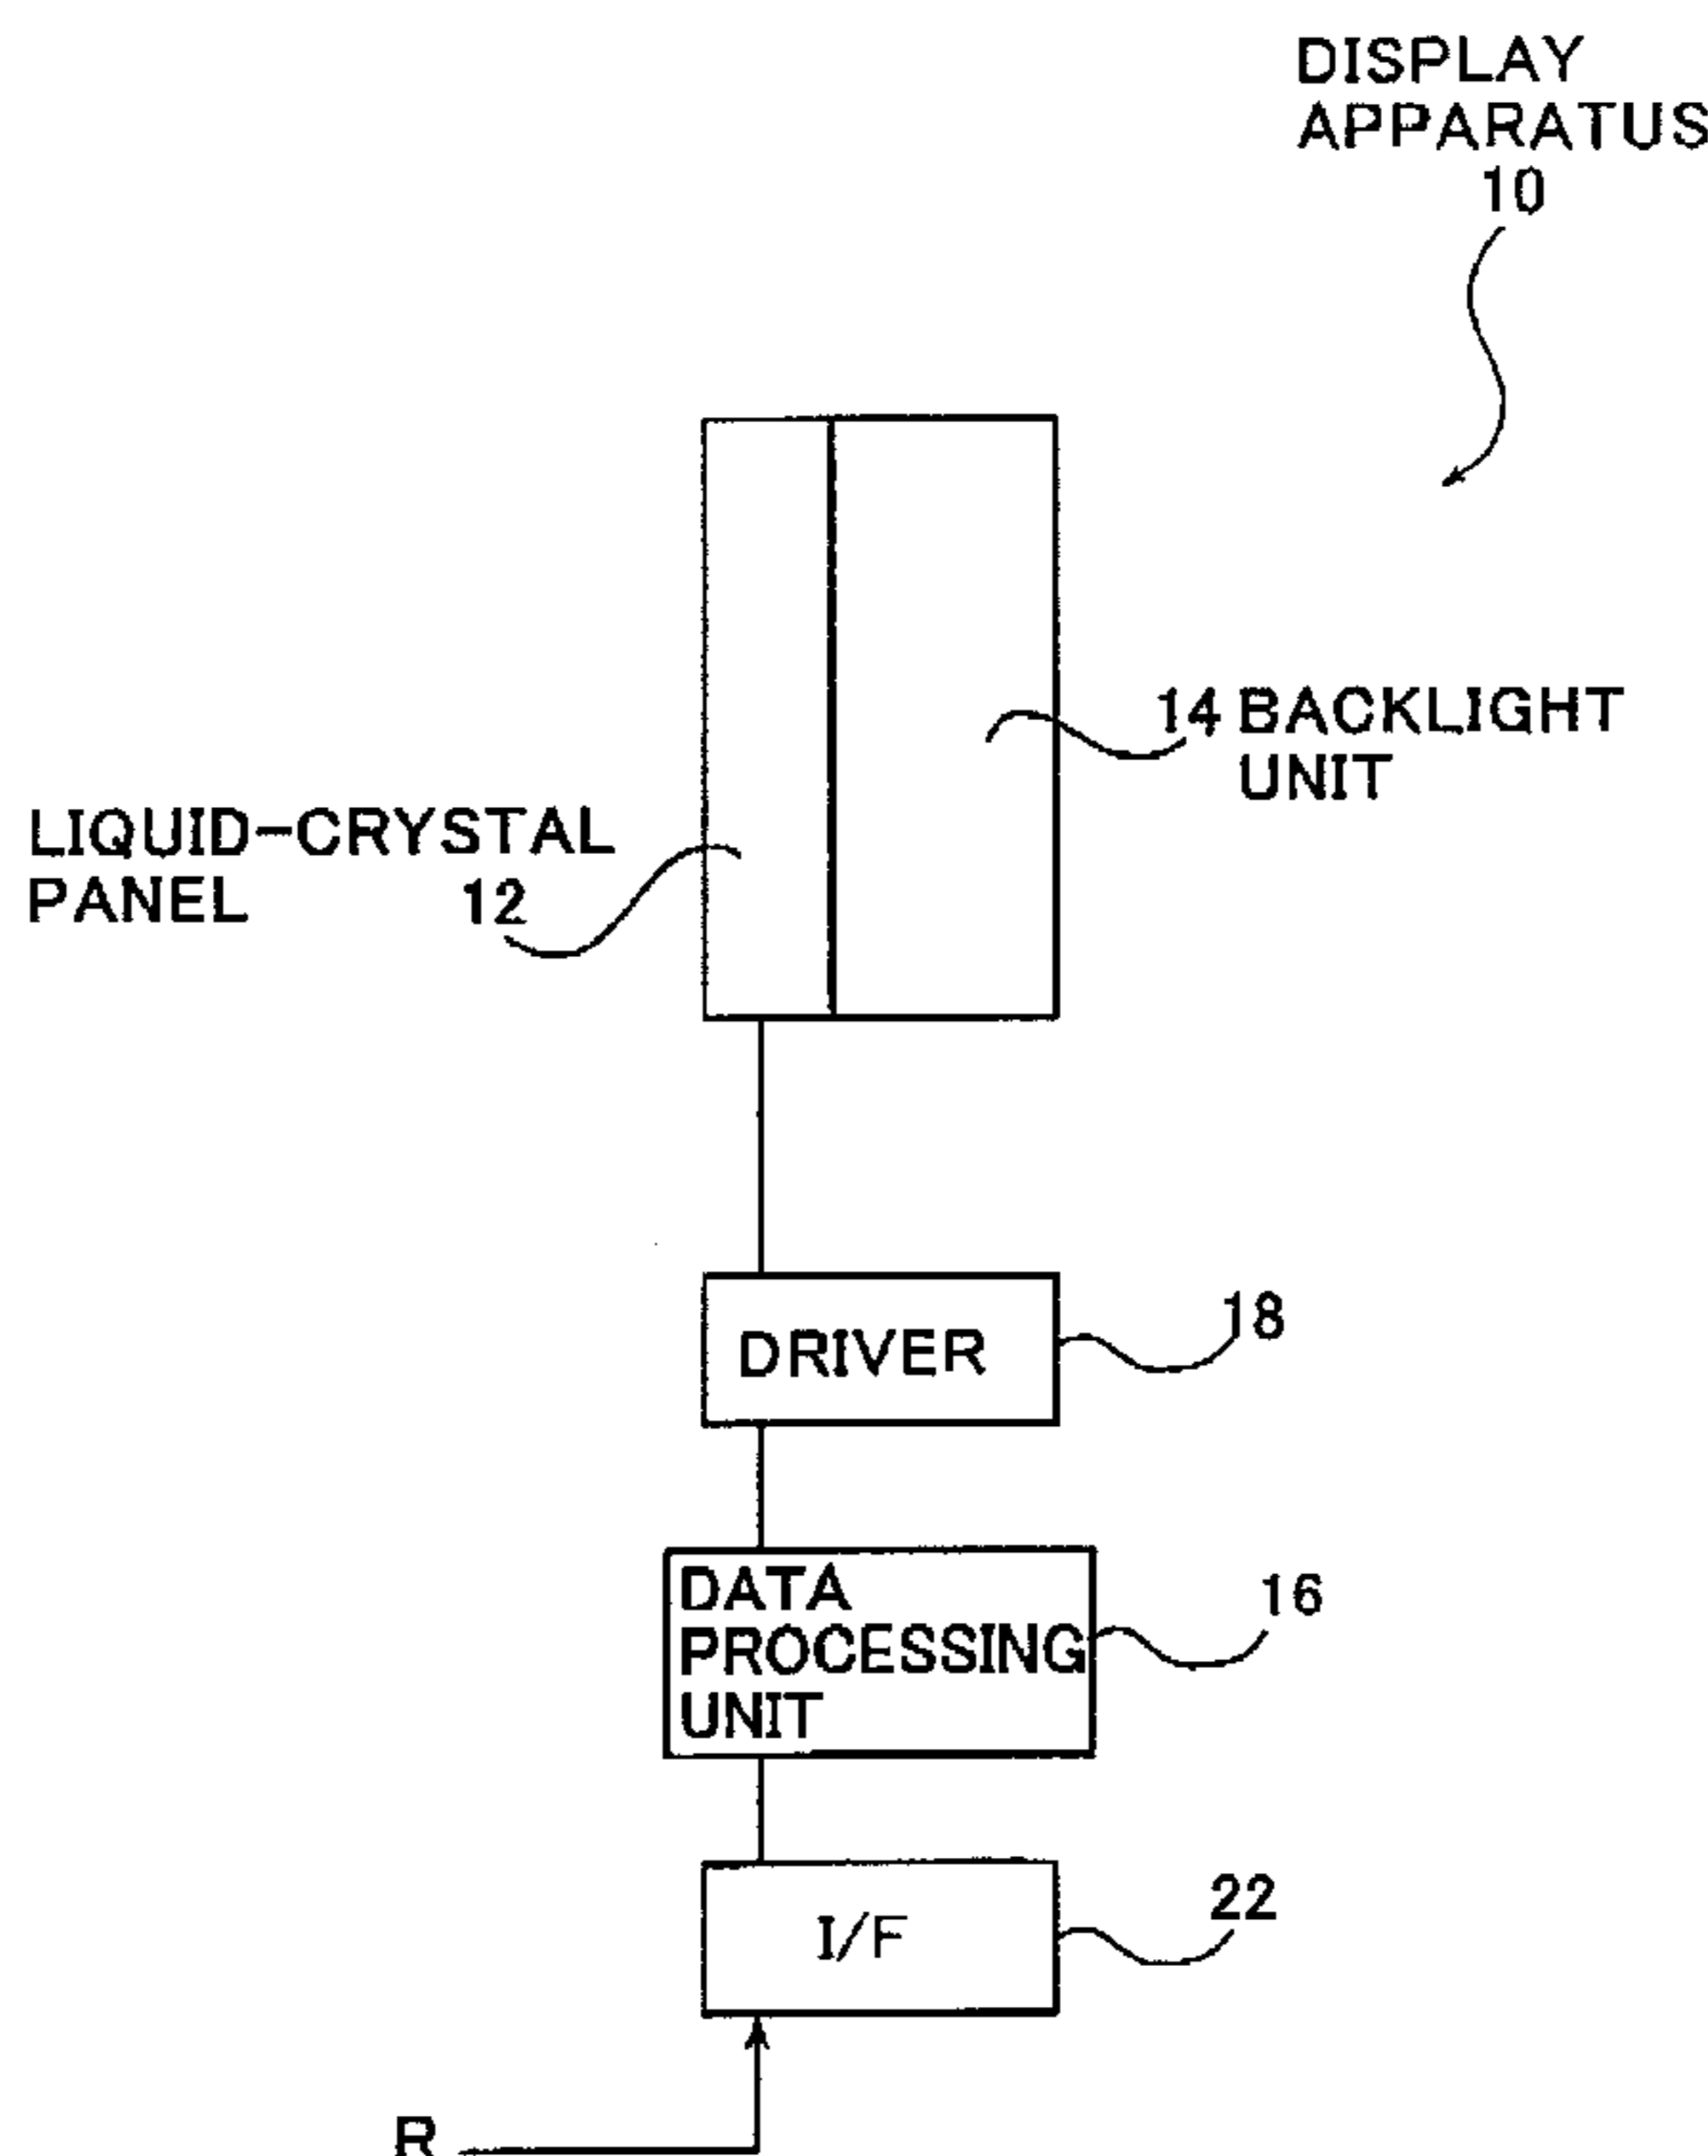 DISPLAY
APPARATUS
10
14 BACKLIGHT
UNIT
LIQUID-CRYSTAL
PANEL 12
DRIVER
18
DATA
PROCESSING
UNIT
16
I/F
22
R